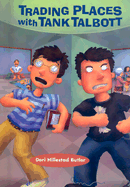 TRADING PLACES
WITH TANK TALBOTT
Dori Hillestad Butler